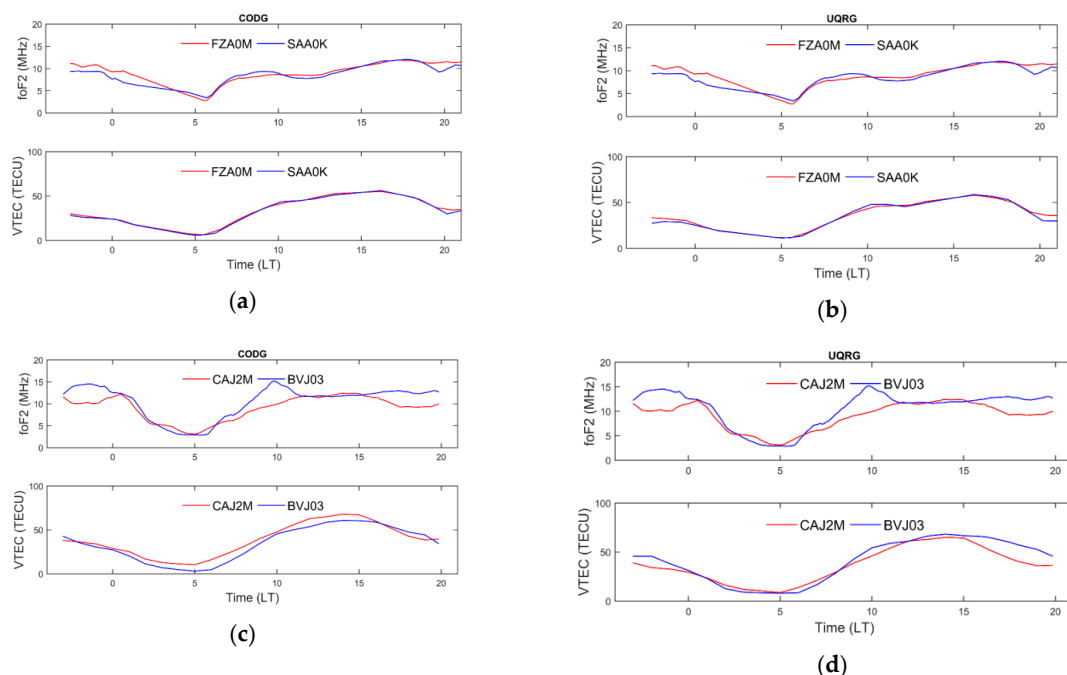 CODG
foF2 (MHz)
20
15
10
5
0
FZA0M SAA0K
0 5 10 15 20
VTEC (TECU)
100
50
0
FZA0M SAA0K
0 5 10 15 20
Time (LT)
(a)
UQRG
foF2 (MHz)
20
15
10
5
0
FZA0M SAA0K
0 5 10 15 20
VTEC (TECU)
100
50
0
FZA0M SAA0K
0 5 10 15 20
Time (LT)
(b)
CODG
foF2 (MHz)
20
15
10
5
0
CAJ2M BVJ03
0 5 10 15 20
VTEC (TECU)
100
50
0
CAJ2M BVJ03
0 5 10 15 20
Time (LT)
(c)
UQRG
foF2 (MHz)
20
15
10
5
0
CAJ2M BVJ03
0 5 10 15 20
VTEC (TECU)
100
50
0
CAJ2M BVJ03
0 5 10 15 20
Time (LT)
(d)